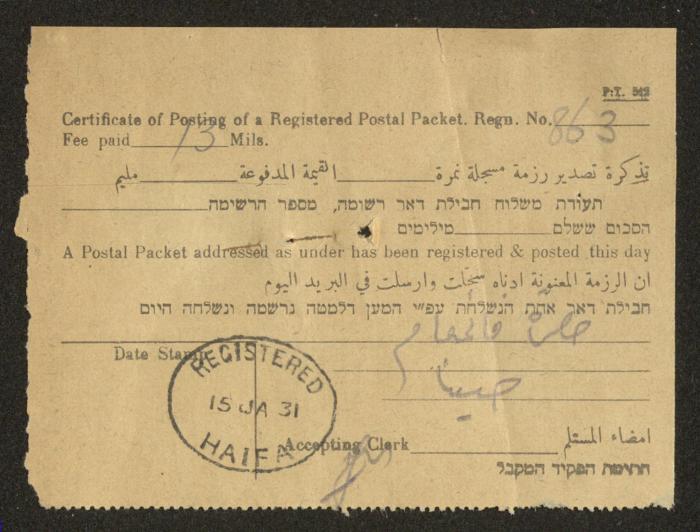 P.T. 542
Certificate of Posting of a Registered Postal Packet. Regn. No. 863
Fee paid 13 Mils.
تذكرة تصدير رزمة مسجلة نمرة القيمة المدفوعة مليم
תעודת משלוח חבילת דאר רשומה, מספר הרשימה
הסכום ששלם מילימים
A Postal Packet addressed as under has been registered & posted this day
ان الرزمة المعنونة ادناه سجلت وارسلت في البريد اليوم
חבילת דאר אחת הנשלחת עפ״י המען דלמטה נרשמה ונשלחה היום
Date Stamp
REGISTERED
15 JA 31
HAIFA
Accepting Clerk
امضاء المستلم
חתימת הפקיד המקבל